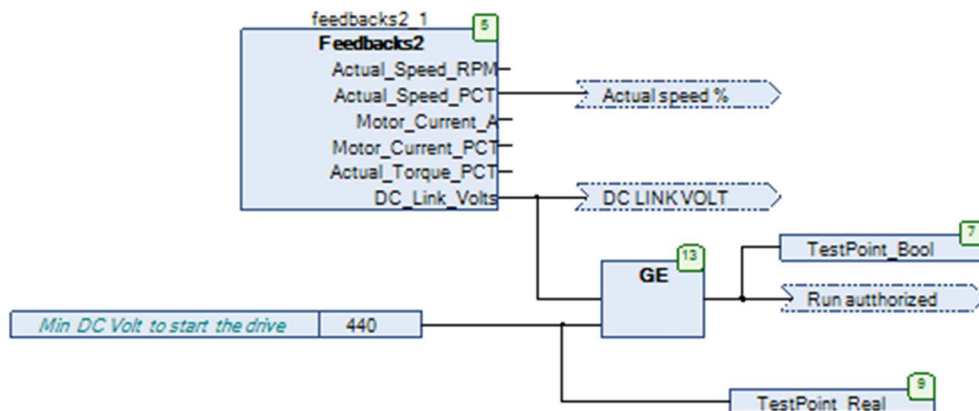 feedbacks2_1
5
Feedbacks2
Actual_Speed_RPM
Actual_Speed_PCT
Actual speed %
Motor_Current_A
Motor_Current_PCT
Actual_Torque_PCT
DC_Link_Volts
DC LINK VOLT
7
TestPoint_Bool
13
GE
Run autthorized
Min DC Volt to start the drive
440
9
TestPoint_Real